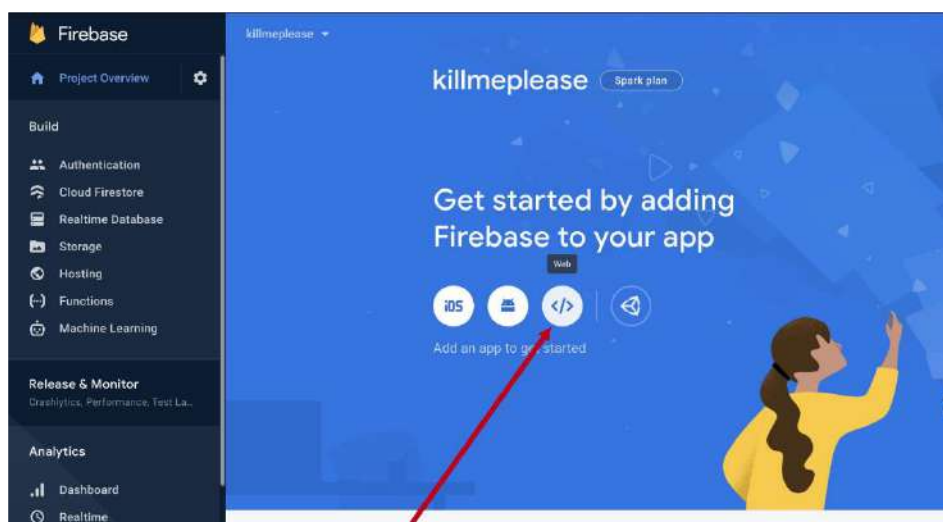 Firebase
Project Overview
Build
Authentication
Cloud Firestore
Realtime Database
Storage
Hosting
Functions
Machine Learning
Release & Monitor
Crashlytics, Performance, Test La...
Analytics
Dashboard
Realtime
killmeplease
killmeplease Spark plan
Get started by adding
Firebase to your app
Web
iOS </>
Add an app to get started